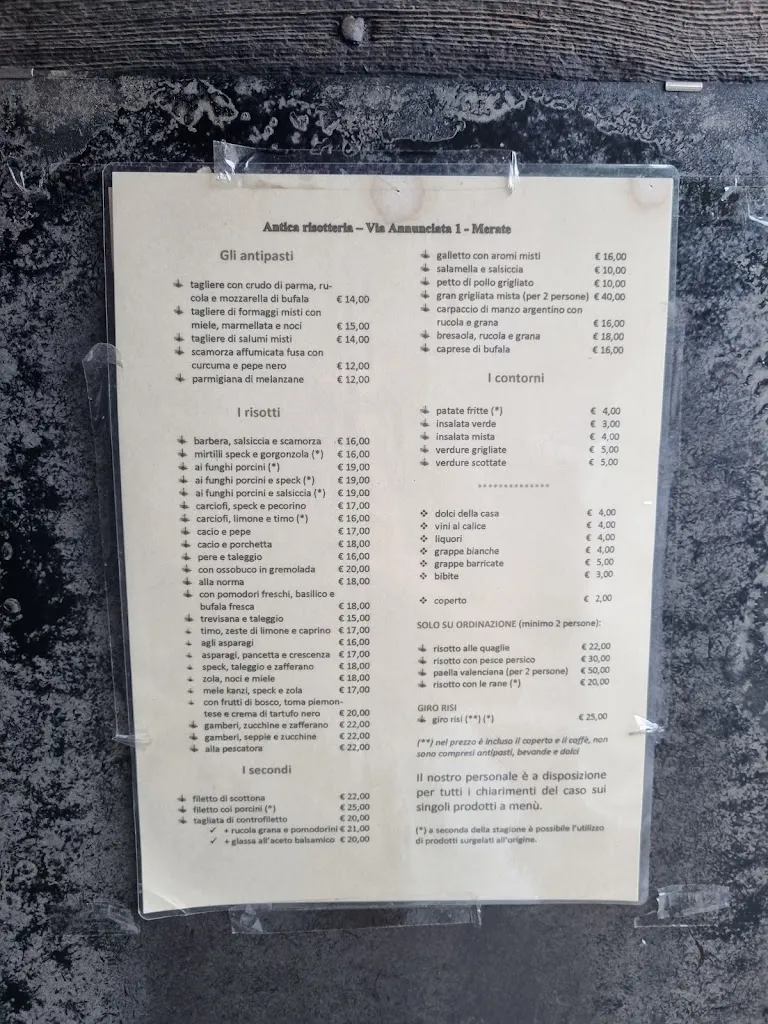 Antica risotteria – Via Annunciata 1 - Merate
Gli antipasti
tagliere con crudo di parma, ru-
cola e mozzarella di bufala € 14,00
tagliere di formaggi misti con
miele, marmellata e noci € 15,00
tagliere di salumi misti € 14,00
scamorza affumicata fusa con
curcuma e pepe nero € 12,00
parmigiana di melanzane € 12,00
I risotti
barbera, salsiccia e scamorza € 16,00
mirtilli speck e gorgonzola (*) € 16,00
ai funghi porcini (*) € 19,00
ai funghi porcini e speck (*) € 19,00
ai funghi porcini e salsiccia (*) € 19,00
carciofi, speck e pecorino € 17,00
carciofi, limone e timo (*) € 16,00
cacio e pepe € 17,00
cacio e porchetta € 18,00
pere e taleggio € 16,00
con ossobuco in gremolada € 20,00
alla norma € 18,00
con pomodori freschi, basilico e
bufala fresca € 18,00
trevisana e taleggio € 15,00
timo, zeste di limone e caprino € 17,00
agli asparagi € 16,00
asparagi, pancetta e crescenza € 17,00
speck, taleggio e zafferano € 18,00
zola, noci e miele € 18,00
mele kanzi, speck e zola € 17,00
con frutti di bosco, toma piemon-
tese e crema di tartufo nero € 20,00
gamberi, zucchine e zafferano € 22,00
gamberi, seppie e zucchine € 22,00
alla pescatora € 22,00
I secondi
filetto di scottona € 22,00
filetto coi porcini (*) € 25,00
tagliata di controfiletto € 20,00
✓ + rucola grana e pomodorini € 21,00
✓ + glassa all'aceto balsamico € 20,00
galletto con aromi misti € 16,00
salamella e salsiccia € 10,00
petto di pollo grigliato € 10,00
gran grigliata mista (per 2 persone) € 40,00
carpaccio di manzo argentino con
rucola e grana € 16,00
bresaola, rucola e grana € 18,00
caprese di bufala € 16,00
I contorni
patate fritte (*) € 4,00
insalata verde € 3,00
insalata mista € 4,00
verdure grigliate € 5,00
verdure scottate € 5,00
**************
❖ dolci della casa € 4,00
❖ vini al calice € 4,00
❖ liquori € 4,00
❖ grappe bianche € 4,00
❖ grappe barricate € 5,00
❖ bibite € 3,00
❖ coperto € 2,00
SOLO SU ORDINAZIONE (minimo 2 persone):
risotto alle quaglie € 22,00
risotto con pesce persico € 30,00
paella valenciana (per 2 persone) € 50,00
risotto con le rane (*) € 20,00
GIRO RISI
giro risi (**) (*) € 25,00
(**) nel prezzo è incluso il coperto e il caffè, non
sono compresi antipasti, bevande e dolci
Il nostro personale è a disposizione
per tutti i chiarimenti del caso sui
singoli prodotti a menù.
(*) a seconda della stagione è possibile l'utilizzo
di prodotti surgelati all'origine.